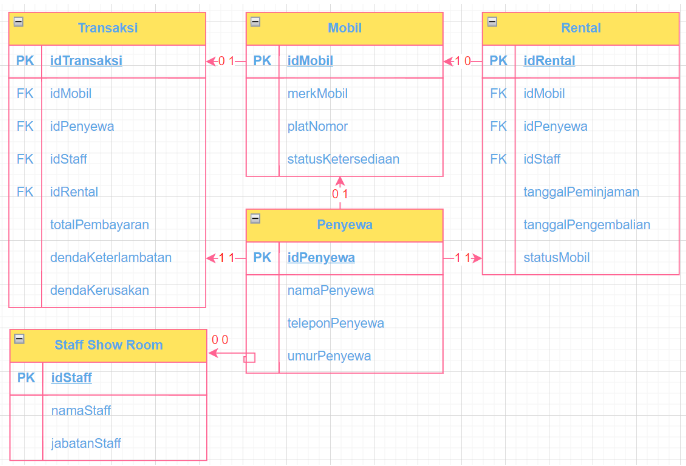 Transaksi
PK idTransaksi
FK idMobil
FK idPenyewa
FK idStaff
FK idRental
totalPembayaran
dendaKeterlambatan
dendaKerusakan
0 1
Mobil
PK idMobil
merkMobil
platNomor
statusKetersediaan
1 0
Rental
PK idRental
FK idMobil
FK idPenyewa
FK idStaff
tanggalPeminjaman
tanggalPengembalian
statusMobil
0 1
1 1
Penyewa
PK idPenyewa
namaPenyewa
teleponPenyewa
umurPenyewa
1 1
0 0
Staff Show Room
PK idStaff
namaStaff
jabatanStaff